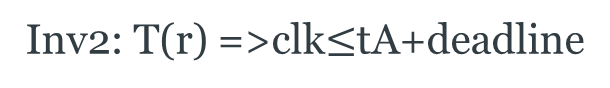 Inv2: T(r) =>clk≤tA+deadline